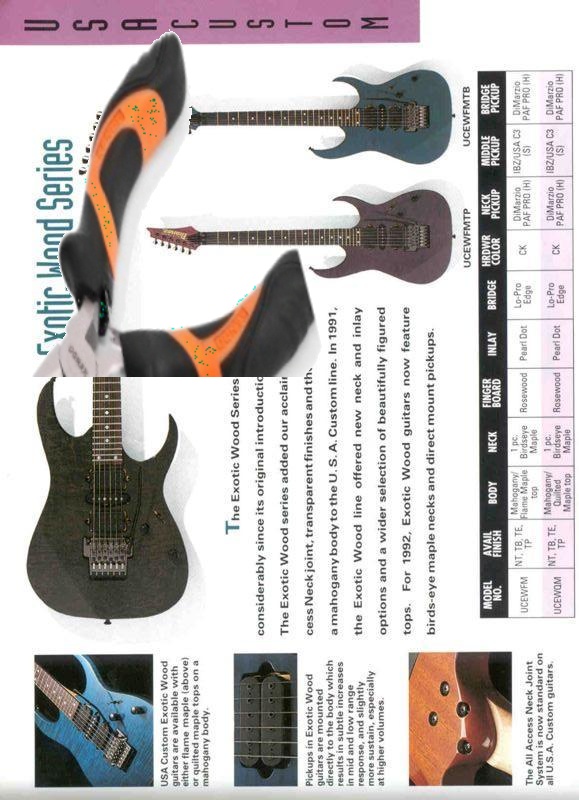 USA CUSTOM
Exotic Wood Series
UCEWFMTB
UCEWFMTP
The Exotic Wood Series
considerably since its original
The Exotic Wood series added our
cess Neck joint, transparent finishes and
a mahogany body to the U. S. A. Custom line. In 1991,
the Exotic Wood line offered new neck and inlay
options and a wider selection of beautifully figured
tops. For 1992, Exotic Wood guitars now feature
birds-eye maple necks and direct mount pickups.
USA Custom Exotic Wood
guitars are available with
either flame maple (above)
or quilted maple tops on a
mahogany body.
Pickups in Exotic Wood
guitars are mounted
directly to the body which
results in subtle increases
in mid and low range
response, and slightly
more sustain, especially
at higher volumes.
The All Access Neck Joint
System is now standard on
all U.S.A. Custom guitars.
MODEL NO. AVAIL FINISH BODY NECK FINGER BOARD INLAY BRIDGE HRDWR COLOR NECK PICKUP MIDDLE PICKUP BRIDGE PICKUP
UCEWFM NT, TB, TE, TP Mahogany/ Flame Maple top 1 pc. Birdseye Maple Rosewood Pearl Dot Lo-Pro Edge CK DiMarzio PAF PRO (H) IBZ/USA C3 (S) DiMarzio PAF PRO (H)
UCEWQM NT, TB, TE, TP Mahogany/ Quilted Maple top 1 pc. Birdseye Maple Rosewood Pearl Dot Lo-Pro Edge CK DiMarzio PAF PRO (H) IBZ/USA C3 (S) DiMarzio PAF PRO (H)